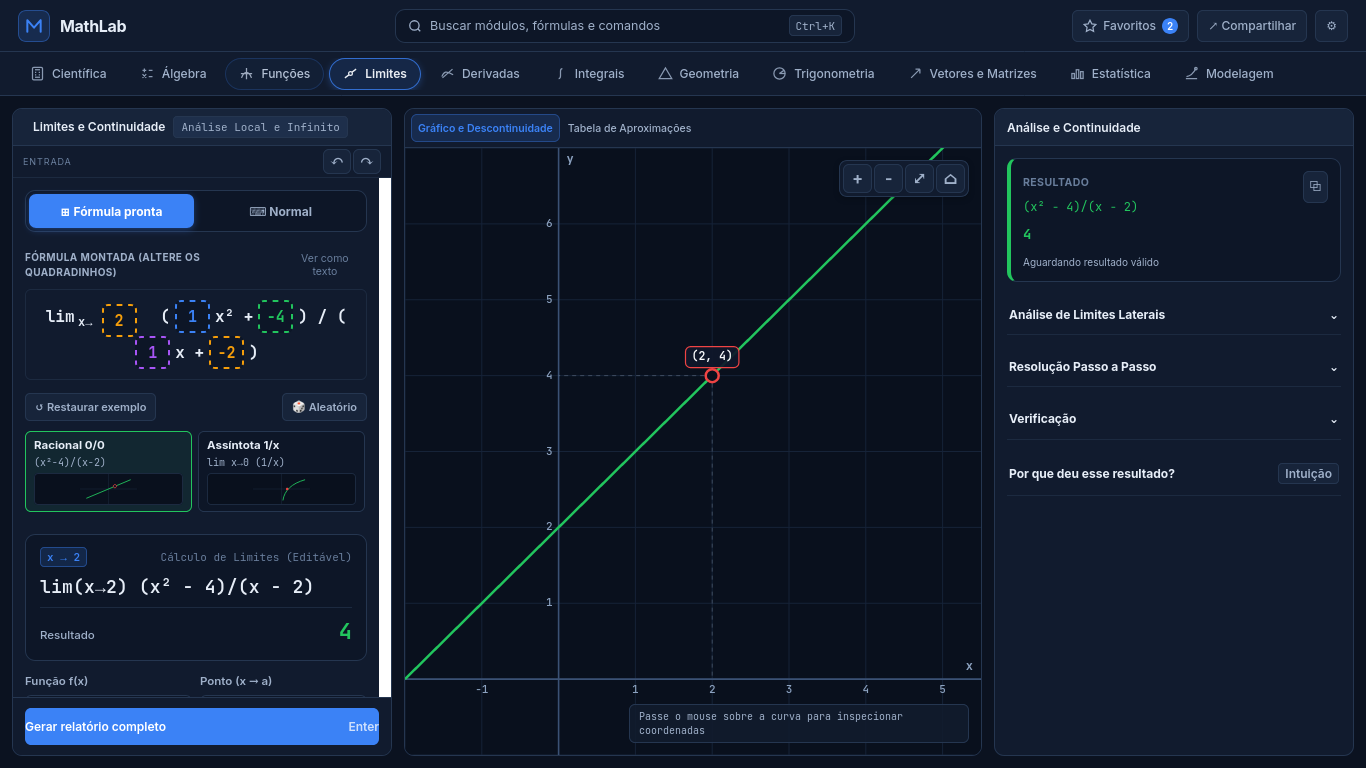 MathLab
Buscar módulos, fórmulas e comandos
Ctrl+K
Favoritos 2
Compartilhar
Científica
Álgebra
Funções
Limites
Derivadas
Integrais
Geometria
Trigonometria
Vetores e Matrizes
Estatística
Modelagem
Limites e Continuidade
Análise Local e Infinito
ENTRADA
Fórmula pronta
Normal
FÓRMULA MONTADA (ALTERE OS
QUADRADINHOS)
Ver como
texto
lim x→ 2 ( 1 x² + -4 ) / (
1 x + -2 )
↺ Restaurar exemplo
Aleatório
Racional 0/0
(x²-4)/(x-2)
Assíntota 1/x
lim x→0 (1/x)
x → 2
Cálculo de Limites (Editável)
lim(x→2) (x² - 4)/(x - 2)
Resultado
4
Função f(x)
Ponto (x → a)
Gerar relatório completo
Enter
Gráfico e Descontinuidade
Tabela de Aproximações
y
+
-
6
5
(2, 4)
4
3
2
1
x
-1
1
2
3
4
5
Passe o mouse sobre a curva para inspecionar
coordenadas
Análise e Continuidade
RESULTADO
(x² - 4)/(x - 2)
4
Aguardando resultado válido
Análise de Limites Laterais
Resolução Passo a Passo
Verificação
Por que deu esse resultado?
Intuição